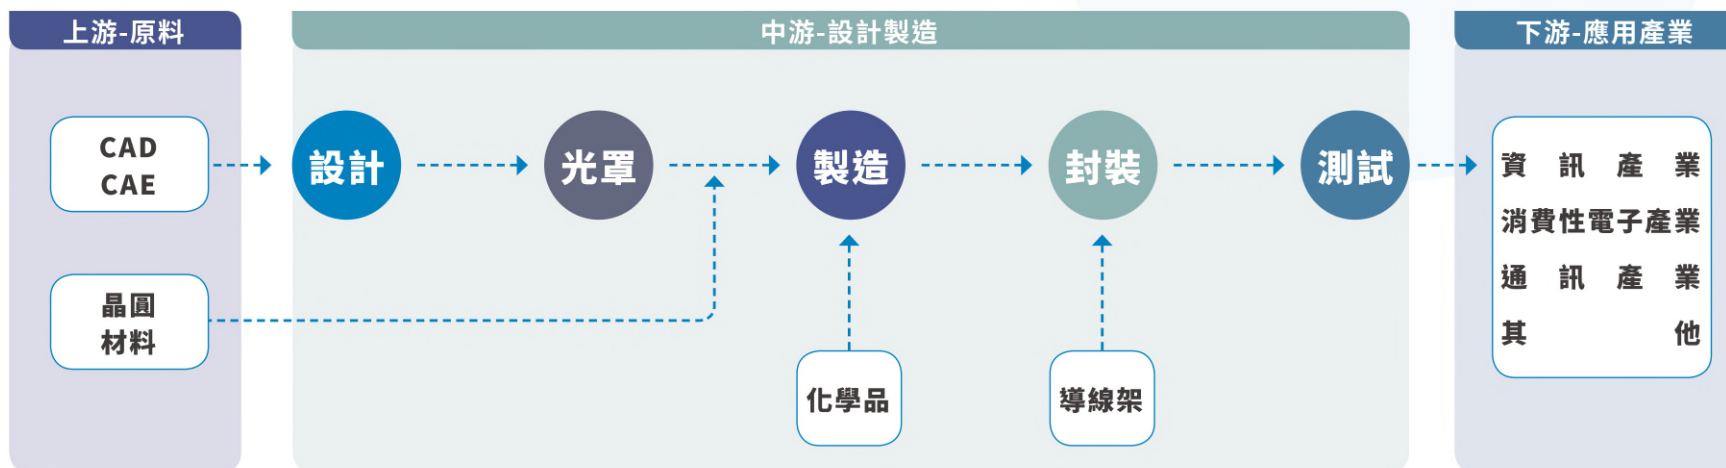 上游-原料
中游-設計製造
下游-應用產業
CAD
CAE
設計
光罩
製造
封裝
測試
資訊產業
消費性電子產業
通訊產業
其他
晶圓
材料
化學品
導線架